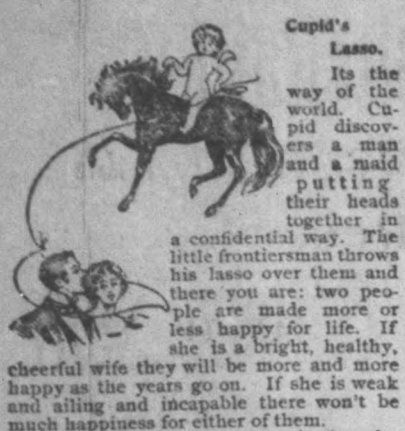 Cupid's
Lasso.
Its the
way of the
world. Cu-
pid discov-
ers a man
and a maid
putting
their heads
together in
a confidential way. The
little frontiersman throws
his lasso over them and
there you are: two peo-
ple are made more or
less happy for life. If
she is a bright, healthy,
cheerful wife they will be more and more
happy as the years go on. If she is weak
and ailing and incapable there won't be
much happiness for either of them.